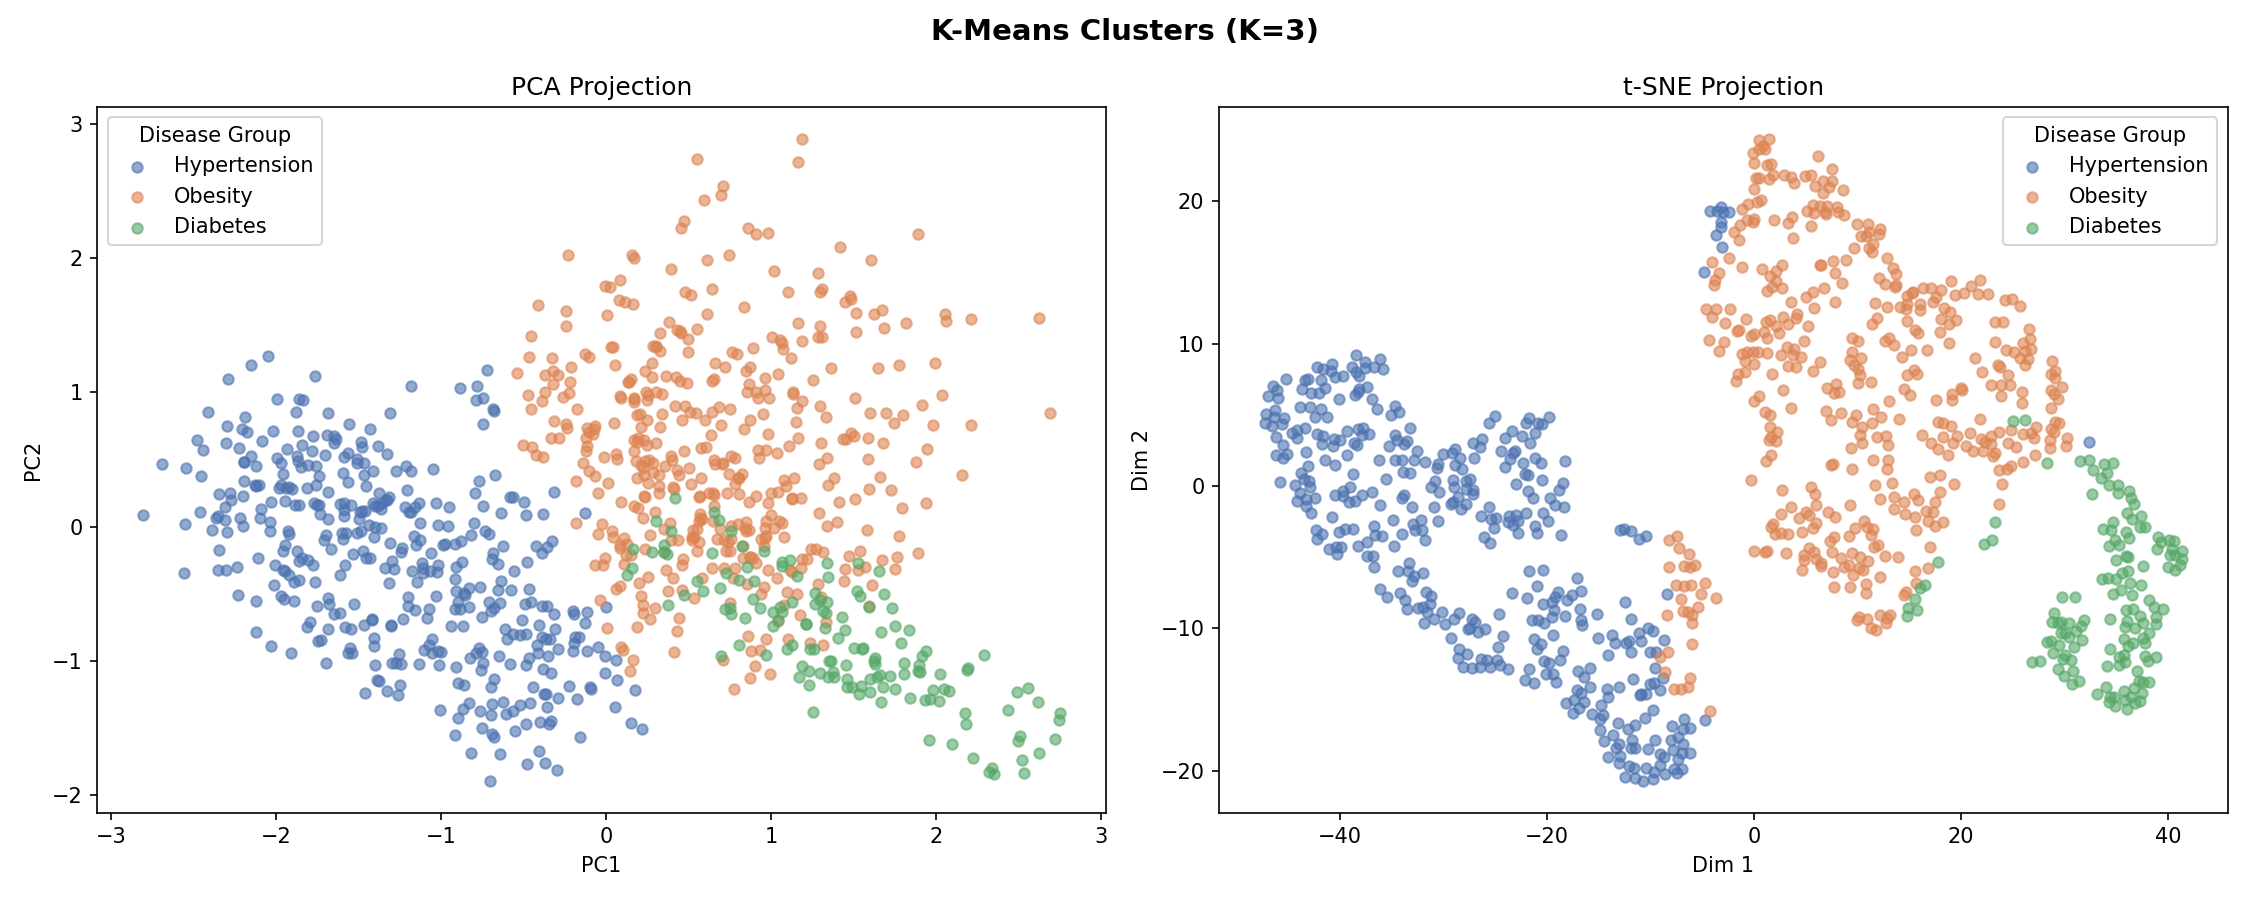 K-Means Clusters (K=3)
PCA Projection
3
2
1
0
−1
−2
PC2
Disease Group
Hypertension
Obesity
Diabetes
−3
−2
−1
0
1
2
3
PC1
t-SNE Projection
20
10
0
−10
−20
Dim 2
Disease Group
Hypertension
Obesity
Diabetes
−40
−20
0
20
40
Dim 1